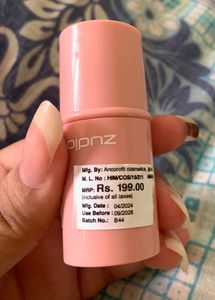 zudio
Mfg. By: Ancorotti cosmetics,
M. L. No : HIM/COS/15/211
MRP: Rs. 199.00
(inclusive of all taxes)
Mfg. Date : 04/2024
Use Before : 09/2026
Batch No.: B44